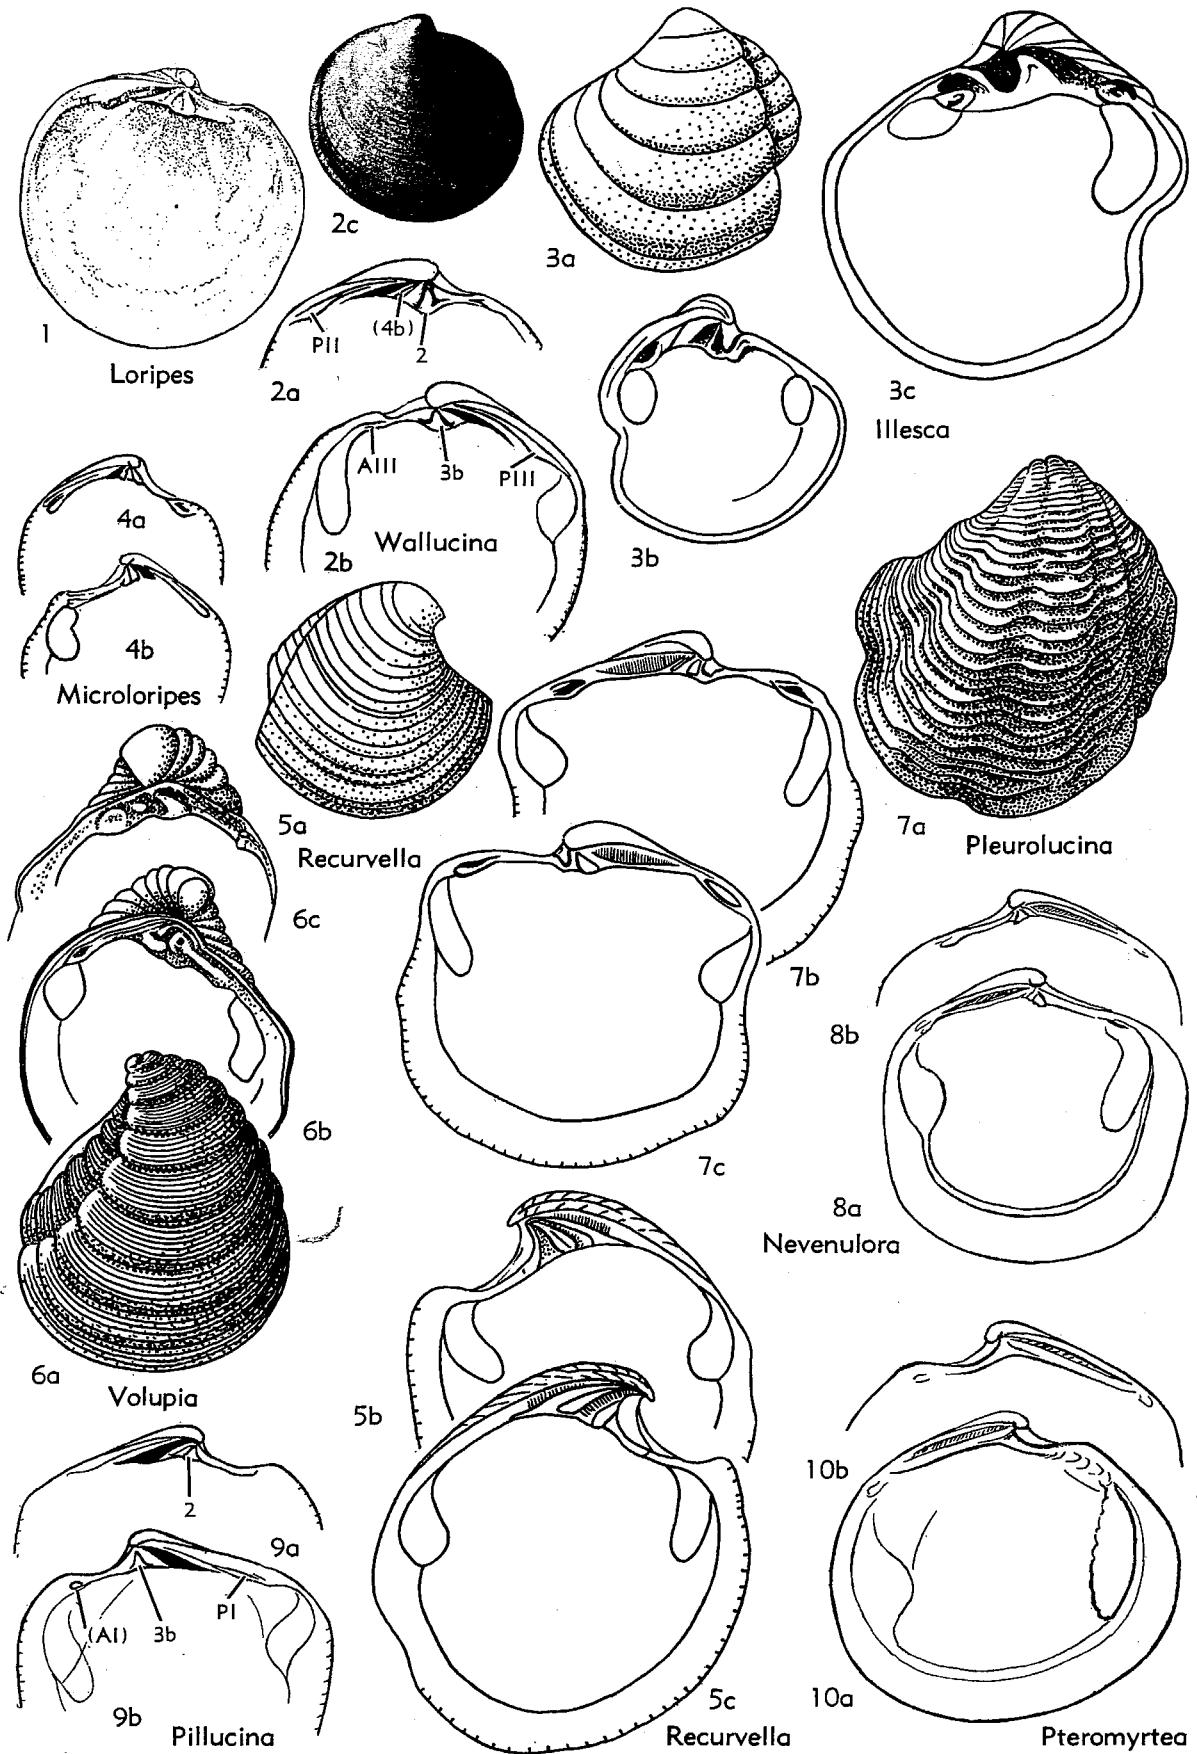 2c
3a
1
Loripes
(4b)
PII
2
2a
3c
Illesca
AIII
3b
PIII
4a
Wallucina
2b
3b
4b
Microloripes
5a
Recurvella
7a
Pleurolucina
6c
7b
8b
6b
7c
8a
Nevenulora
6a
Volupia
5b
10b
2
9a
PI
(AI)
3b
9b
Pillucina
5c
Recurvella
10a
Pteromyrtea